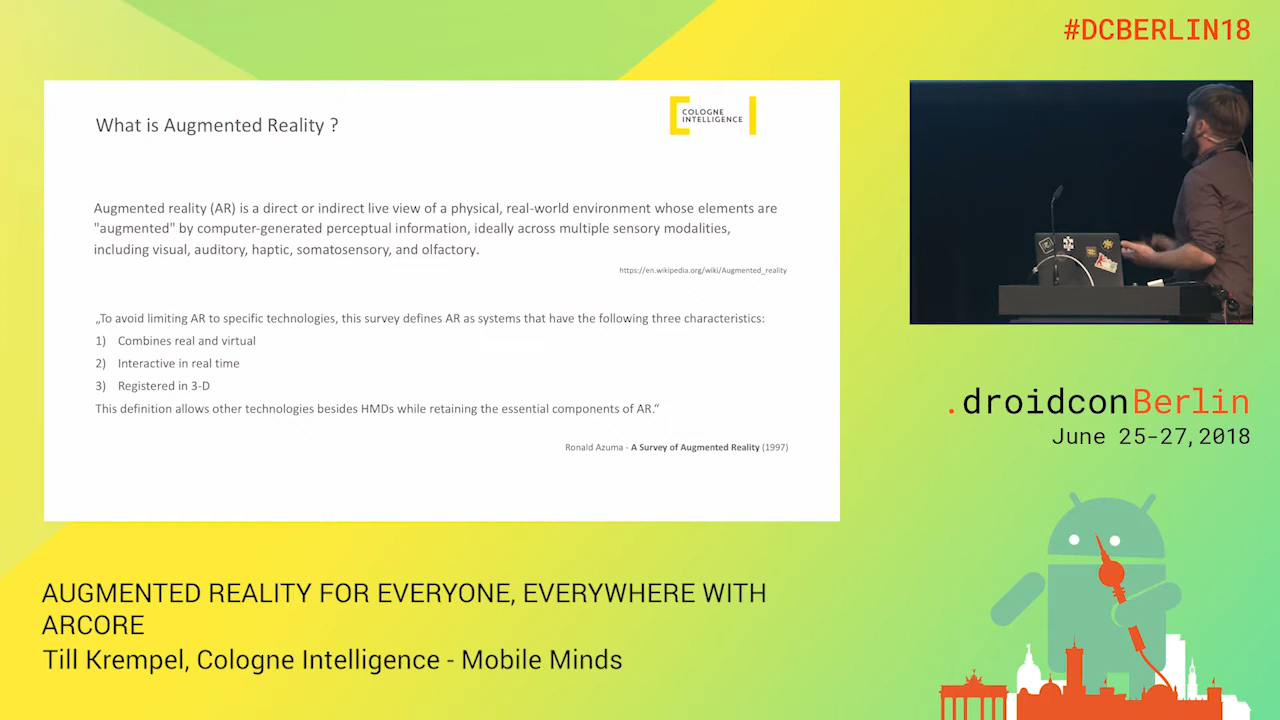 #DCBERLIN18
What is Augmented Reality ?
COLOGNE
INTELLIGENCE
Augmented reality (AR) is a direct or indirect live view of a physical, real-world environment whose elements are
"augmented" by computer-generated perceptual information, ideally across multiple sensory modalities,
including visual, auditory, haptic, somatosensory, and olfactory.
https://en.wikipedia.org/wiki/Augmented_reality
„To avoid limiting AR to specific technologies, this survey defines AR as systems that have the following three characteristics:
1) Combines real and virtual
2) Interactive in real time
3) Registered in 3-D
This definition allows other technologies besides HMDs while retaining the essential components of AR.“
Ronald Azuma - A Survey of Augmented Reality (1997)
.droidconBerlin
June 25-27,2018
AUGMENTED REALITY FOR EVERYONE, EVERYWHERE WITH
ARCORE
Till Krempel, Cologne Intelligence - Mobile Minds